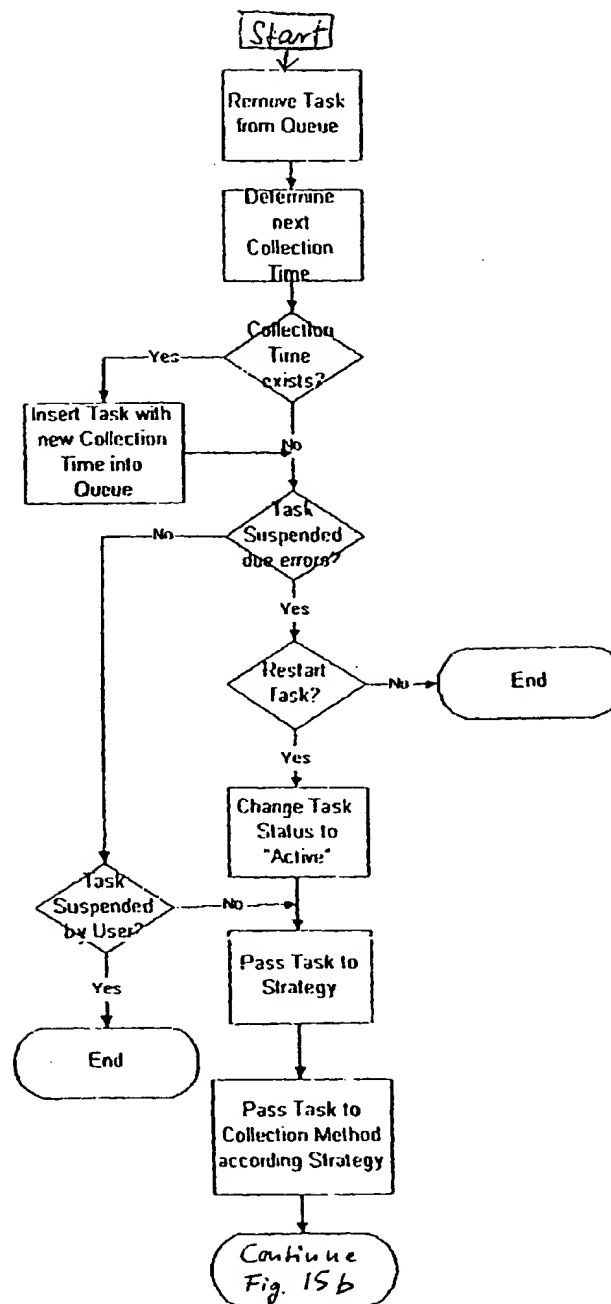 Start
Remove Task
from Queue
Determine
next
Collection
Time
Collection
Time
exists?
Yes
Insert Task with
new Collection
Time into
Queue
No
Task
Suspended
due errors?
No
Yes
Restart
Task?
No
End
Yes
Change Task
Status to
"Active"
Task
Suspended
by User?
No
Yes
End
Pass Task to
Strategy
Pass Task to
Collection Method
according Strategy
Continue
Fig. 15b